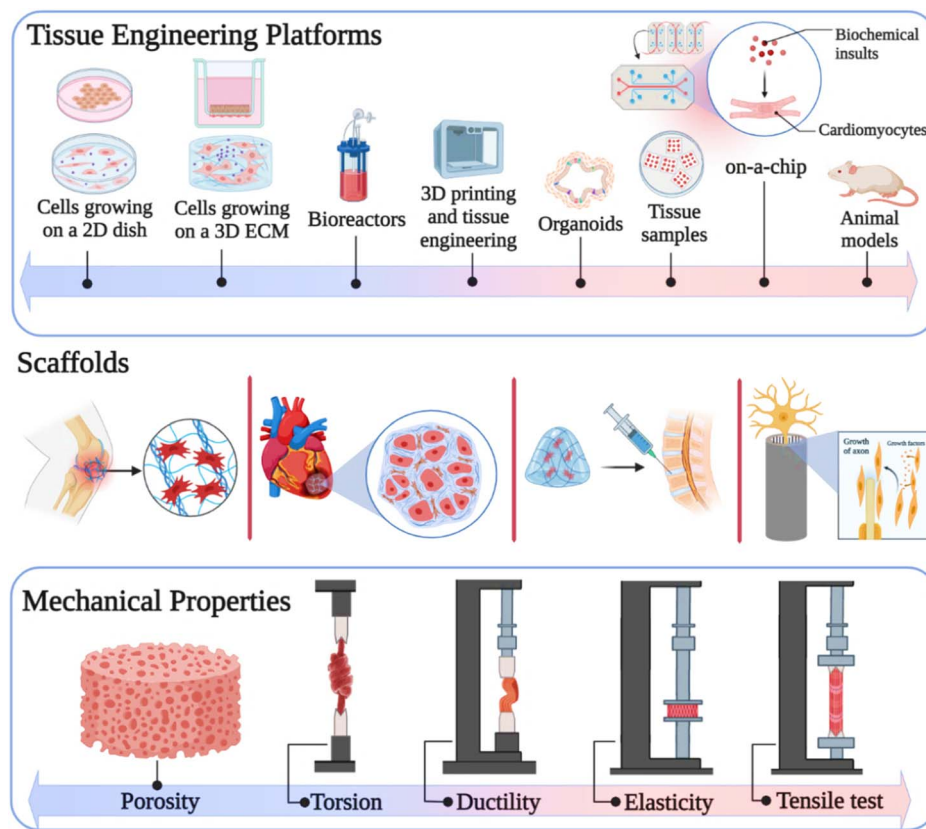 Tissue Engineering Platforms
Biochemical
insults
Cardiomyocytes
Cells growing
on a 2D dish
Cells growing
on a 3D ECM
Bioreactors
3D printing
and tissue
engineering
Organoids
Tissue
samples
on-a-chip
Animal
models
Scaffolds
Growth
of axon
Growth factors
Mechanical Properties
Porosity
Torsion
Ductility
Elasticity
Tensile test